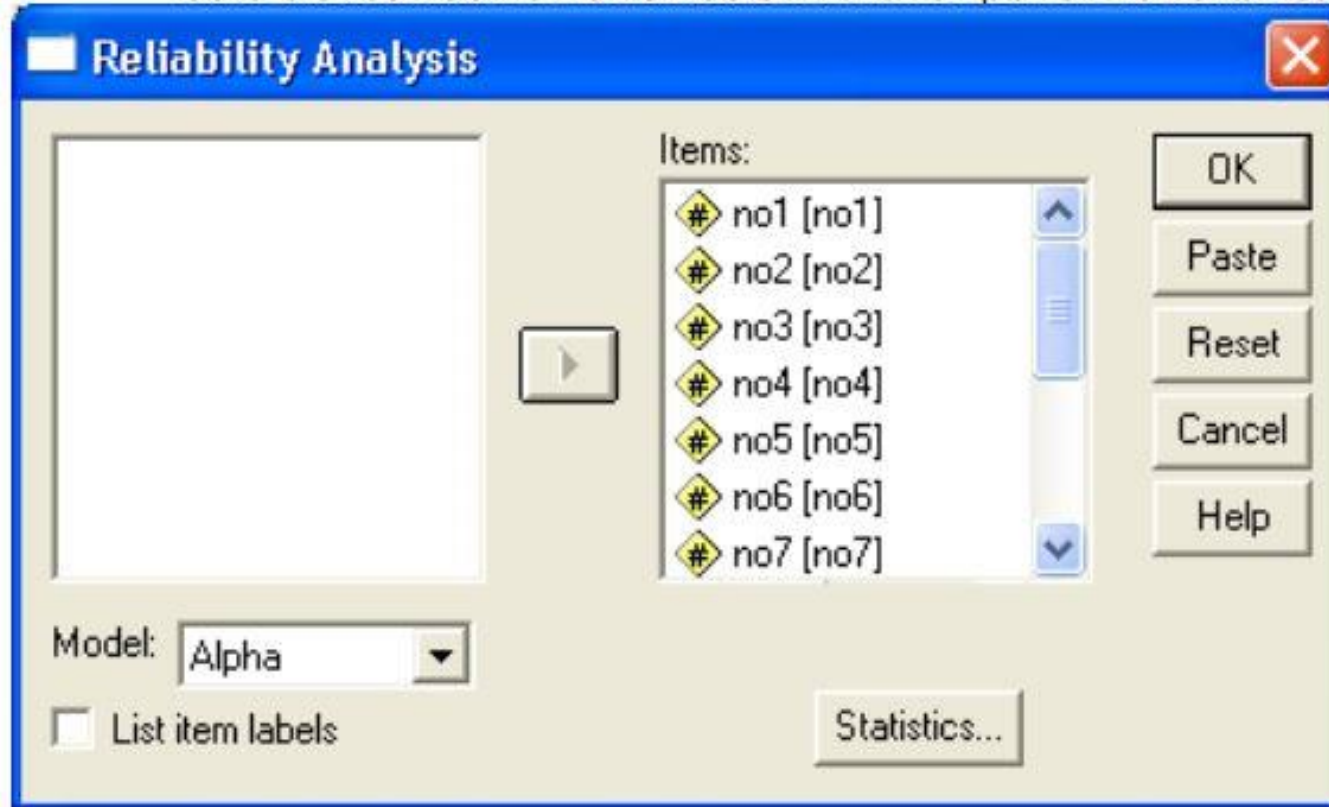 Reliability Analysis
Items:
no1 [no1]
no2 [no2]
no3 [no3]
no4 [no4]
no5 [no5]
no6 [no6]
no7 [no7]
OK
Paste
Reset
Cancel
Help
Model: Alpha
List item labels
Statistics...